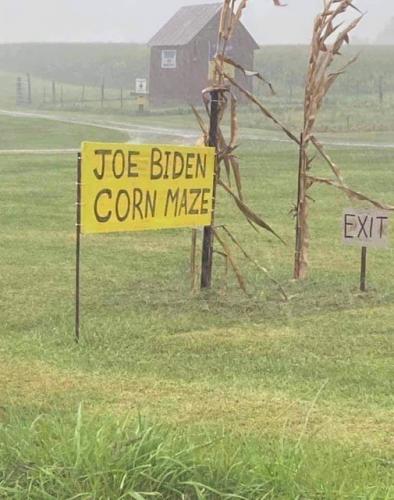 JOE BIDEN
CORN MAZE
EXIT